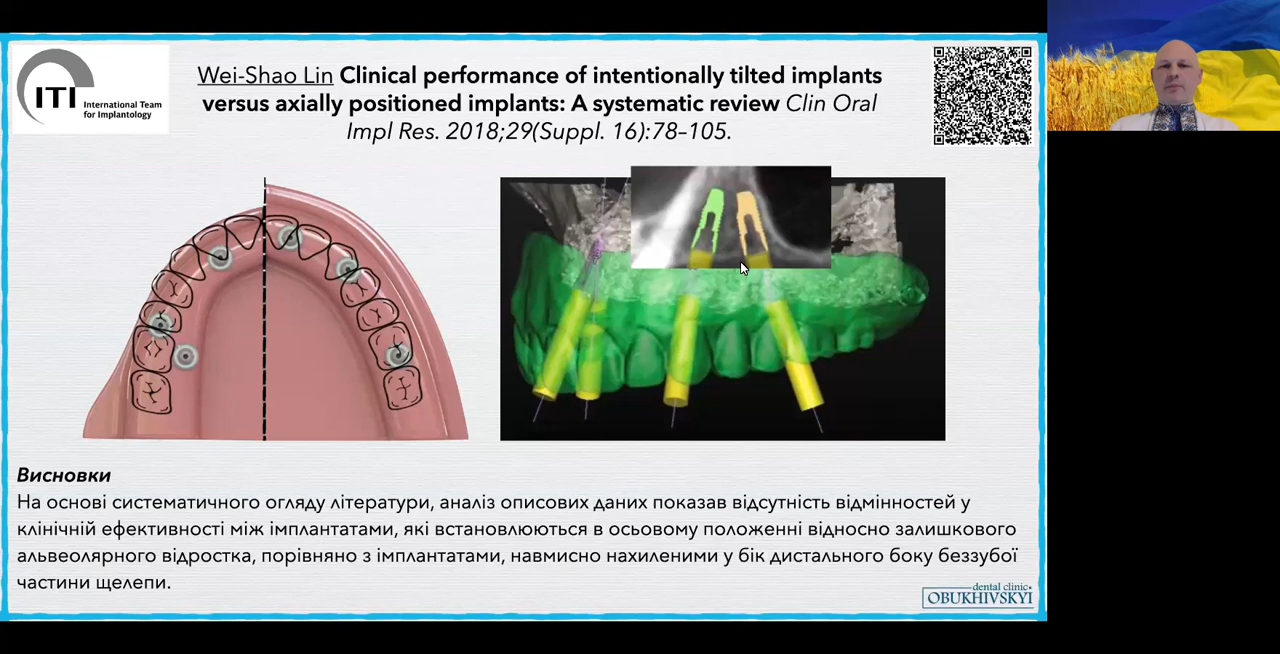 ITI International Team
for Implantology
Wei-Shao Lin Clinical performance of intentionally tilted implants
versus axially positioned implants: A systematic review Clin Oral
Impl Res. 2018;29(Suppl. 16):78–105.
Висновки
На основі систематичного огляду літератури, аналіз описових даних показав відсутність відмінностей у
клінічній ефективності між імплантатами, які встановлюються в осьовому положенні відносно залишкового
альвеолярного відростка, порівняно з імплантатами, навмисно нахиленими у бік дистального боку беззубої
частини щелепи.
dental clinic
OBUKHIVSKYI